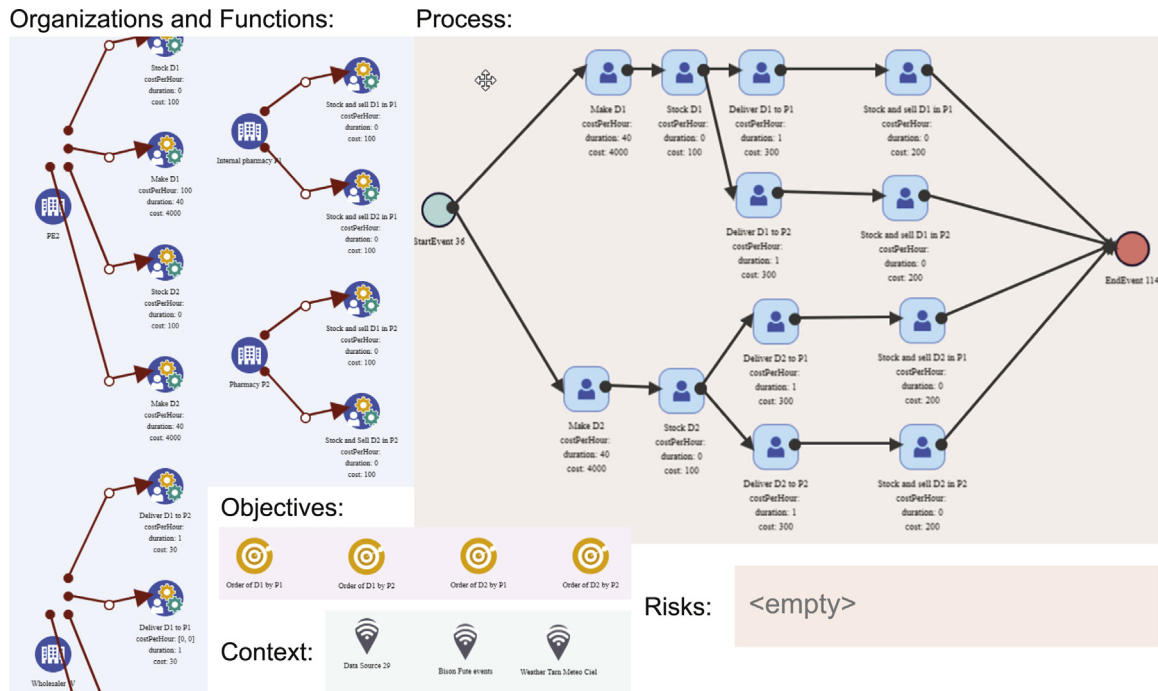 Organizations and Functions:
Process:
Stock D1
costPerHour:
duration: 0
cost: 100
Make D1
costPerHour: 100
duration: 40
cost: 4000
PE2
Stock D2
costPerHour:
duration: 0
cost: 100
Make D2
costPerHour:
duration: 40
cost: 4000
Deliver D1 to P2
costPerHour:
duration: 1
cost: 30
Deliver D1 to P1
costPerHour: [0, 0]
duration: 1
cost: 30
Stock and sell D1 in P1
costPerHour:
duration: 0
cost: 100
Internal pharmacy P1
Stock and sell D2 in P1
costPerHour:
duration: 0
cost: 100
Stock and sell D1 in P2
costPerHour:
duration: 0
cost: 100
Pharmacy P2
Stock and Sell D2 in P2
costPerHour:
duration: 0
cost: 100
StartEvent 36
Make D1
costPerHour:
duration: 40
cost: 4000
Stock D1
costPerHour:
duration: 0
cost: 100
Deliver D1 to P1
costPerHour:
duration: 1
cost: 300
Stock and sell D1 in P1
costPerHour:
duration: 0
cost: 200
Deliver D1 to P2
costPerHour:
duration: 1
cost: 300
Stock and sell D1 in P2
costPerHour:
duration: 0
cost: 200
EndEvent 114
Make D2
costPerHour:
duration: 40
cost: 4000
Stock D2
costPerHour:
duration: 0
cost: 100
Deliver D2 to P1
costPerHour:
duration: 1
cost: 300
Stock and sell D2 in P1
costPerHour:
duration: 0
cost: 200
Deliver D2 to P2
costPerHour:
duration: 1
cost: 300
Stock and sell D2 in P2
costPerHour:
duration: 0
cost: 200
Objectives:
Order of D1 by P1
Order of D1 by P2
Order of D2 by P1
Order of D2 by P2
Context:
Data Source 29
Bison Fute events
Weather Tarn Meteo Ciel
Risks:
<empty>
Wholesaler